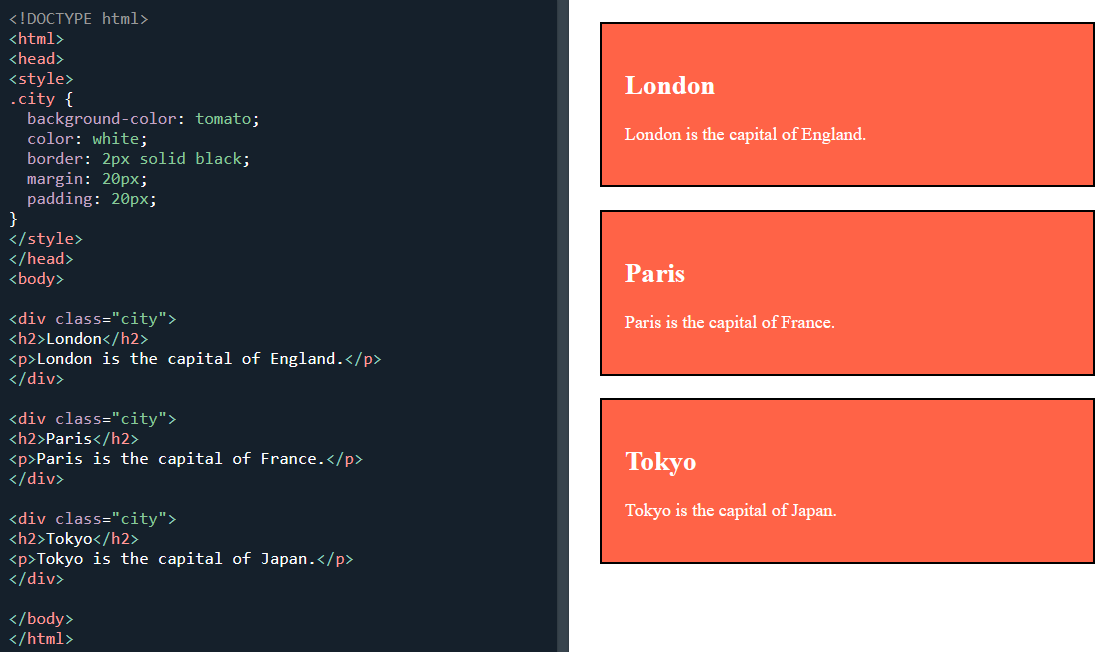 <!DOCTYPE html>
<html>
<head>
<style>
.city {
  background-color: tomato;
  color: white;
  border: 2px solid black;
  margin: 20px;
  padding: 20px;
}
</style>
</head>
<body>

<div class="city">
<h2>London</h2>
<p>London is the capital of England.</p>
</div>

<div class="city">
<h2>Paris</h2>
<p>Paris is the capital of France.</p>
</div>

<div class="city">
<h2>Tokyo</h2>
<p>Tokyo is the capital of Japan.</p>
</div>

</body>
</html>
London
London is the capital of England.
Paris
Paris is the capital of France.
Tokyo
Tokyo is the capital of Japan.